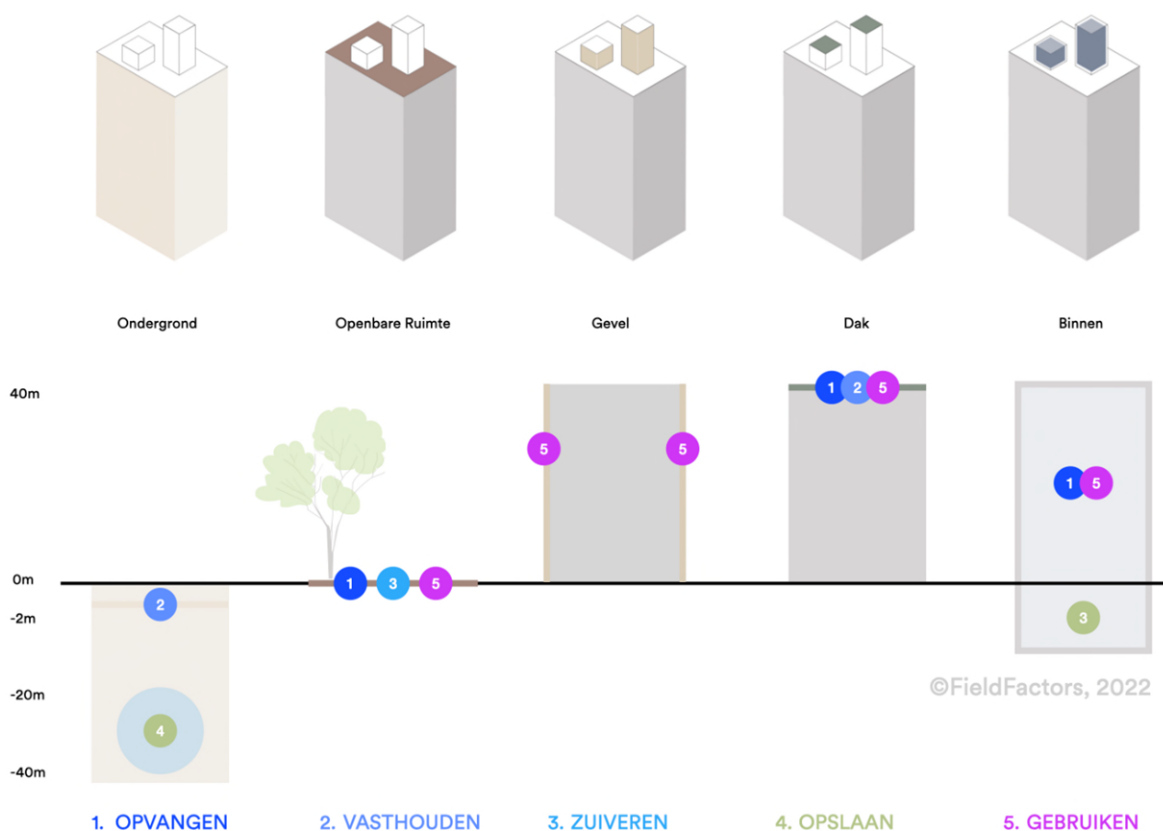 Ondergrond
Openbare Ruimte
Gevel
Dak
Binnen
40m
1 2 5
5 5
1 5
0m
1 3 5
2
-2m
3
-20m
©FieldFactors, 2022
4
-40m
1. OPVANGEN
2. VASTHOUDEN
3. ZUIVEREN
4. OPSLAAN
5. GEBRUIKEN